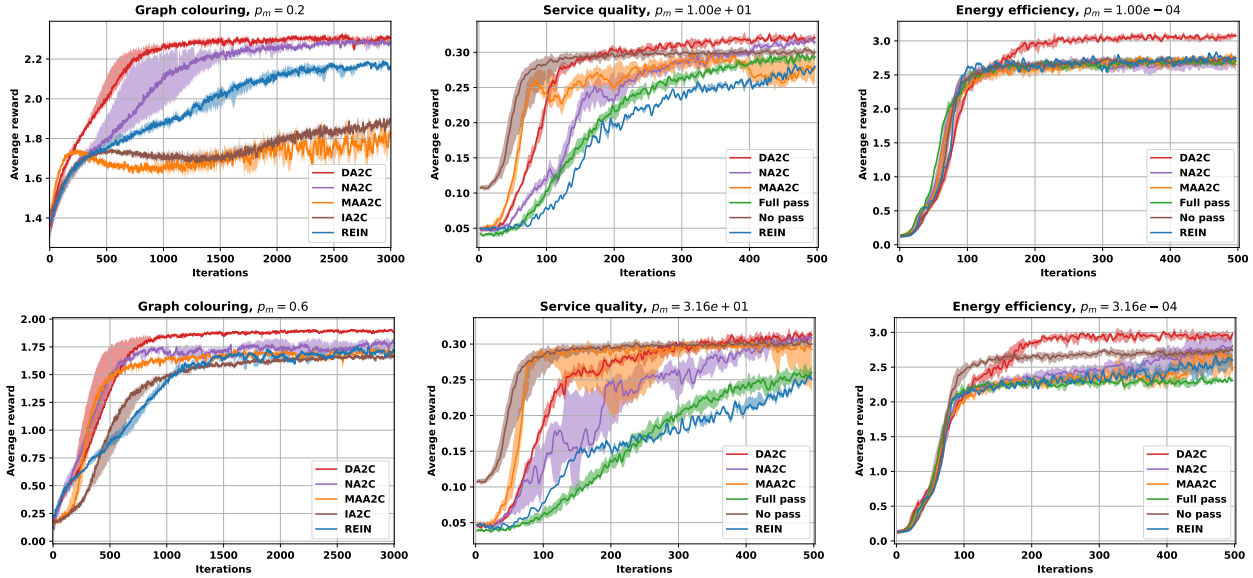 Graph colouring, p_m = 0.2
Average reward
2.2
2.0
1.8
1.6
1.4
0 500 1000 1500 2000 2500 3000
Iterations
DA2C
NA2C
MAA2C
IA2C
REIN
Service quality, p_m = 1.00e + 01
Average reward
0.30
0.25
0.20
0.15
0.10
0.05
0 100 200 300 400 500
Iterations
DA2C
NA2C
MAA2C
Full pass
No pass
REIN
Energy efficiency, p_m = 1.00e − 04
Average reward
3.0
2.5
2.0
1.5
1.0
0.5
0.0
0 100 200 300 400 500
Iterations
DA2C
NA2C
MAA2C
Full pass
No pass
REIN
Graph colouring, p_m = 0.6
Average reward
2.00
1.75
1.50
1.25
1.00
0.75
0.50
0.25
0.00
0 500 1000 1500 2000 2500 3000
Iterations
DA2C
NA2C
MAA2C
IA2C
REIN
Service quality, p_m = 3.16e + 01
Average reward
0.30
0.25
0.20
0.15
0.10
0.05
0 100 200 300 400 500
Iterations
DA2C
NA2C
MAA2C
Full pass
No pass
REIN
Energy efficiency, p_m = 3.16e − 04
Average reward
3.0
2.5
2.0
1.5
1.0
0.5
0.0
0 100 200 300 400 500
Iterations
DA2C
NA2C
MAA2C
Full pass
No pass
REIN